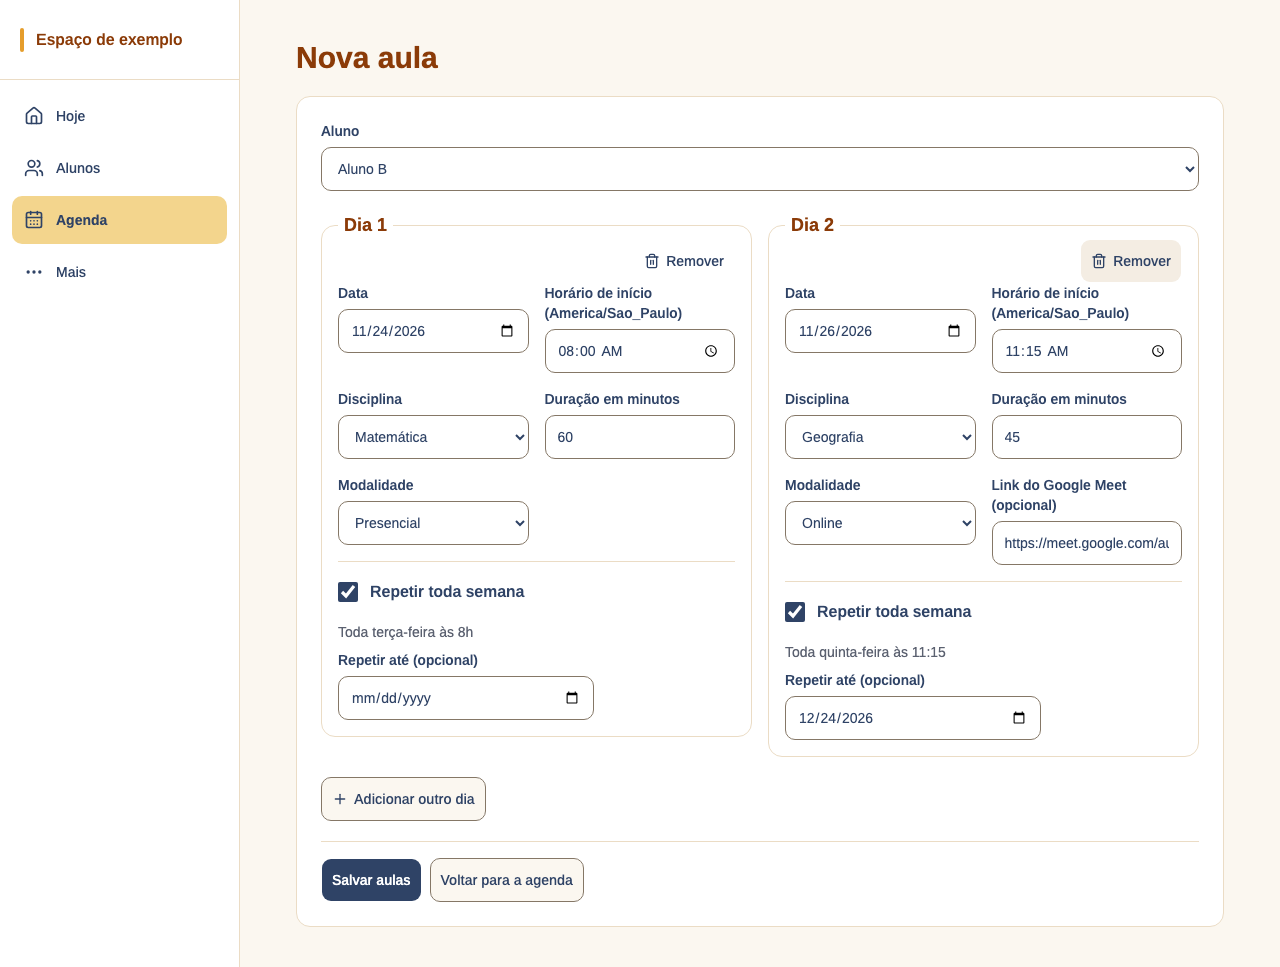 Espaço de exemplo
Hoje
Alunos
Agenda
Mais
Nova aula
Aluno
Aluno B
Dia 1
Remover
Data
Horário de início
(America/Sao_Paulo)
11/24/2026
08:00 AM
Disciplina
Duração em minutos
Matemática
60
Modalidade
Presencial
Repetir toda semana
Toda terça-feira às 8h
Repetir até (opcional)
mm/dd/yyyy
Dia 2
Remover
Data
Horário de início
(America/Sao_Paulo)
11/26/2026
11:15 AM
Disciplina
Duração em minutos
Geografia
45
Modalidade
Link do Google Meet
(opcional)
Online
https://meet.google.com/au
Repetir toda semana
Toda quinta-feira às 11:15
Repetir até (opcional)
12/24/2026
Adicionar outro dia
Salvar aulas
Voltar para a agenda